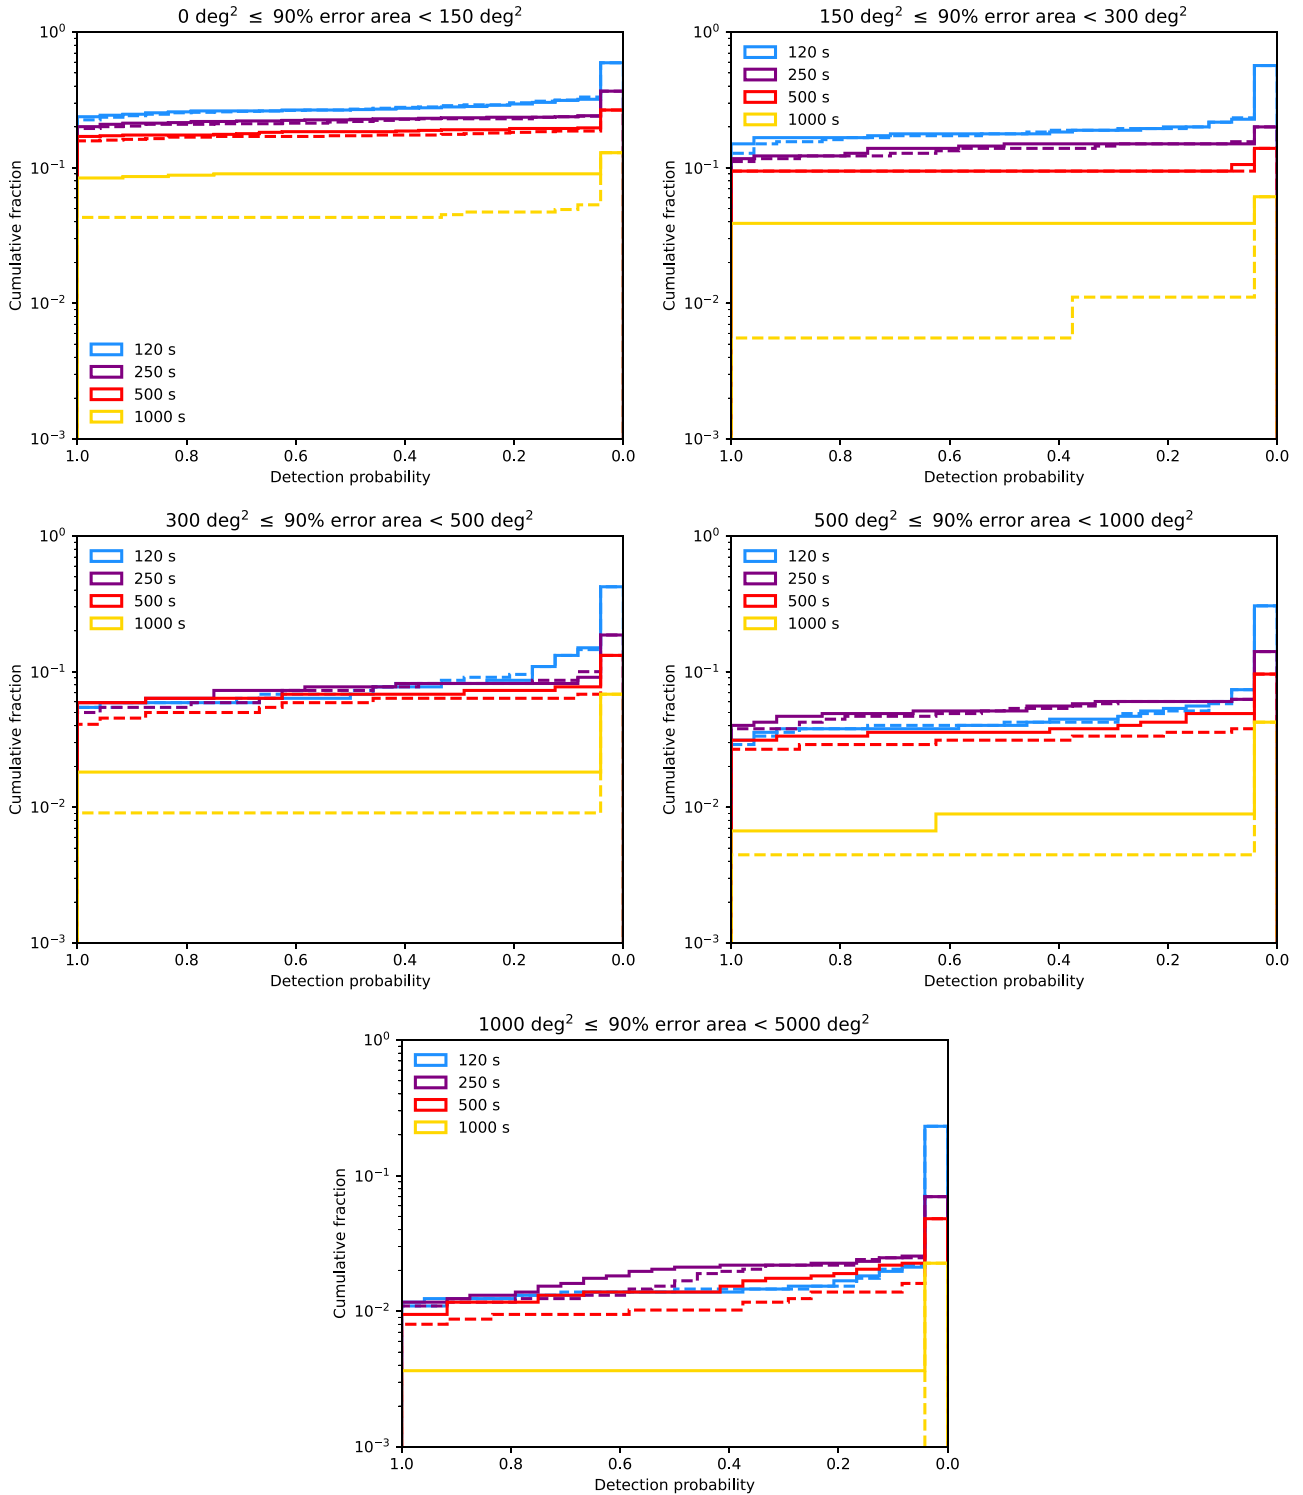 0 deg² ≤ 90% error area < 150 deg²
10⁰
10⁻¹
10⁻²
10⁻³
Cumulative fraction
120 s
250 s
500 s
1000 s
1.0 0.8 0.6 0.4 0.2 0.0
Detection probability
150 deg² ≤ 90% error area < 300 deg²
10⁰
10⁻¹
10⁻²
10⁻³
Cumulative fraction
120 s
250 s
500 s
1000 s
1.0 0.8 0.6 0.4 0.2 0.0
Detection probability
300 deg² ≤ 90% error area < 500 deg²
10⁰
10⁻¹
10⁻²
10⁻³
Cumulative fraction
120 s
250 s
500 s
1000 s
1.0 0.8 0.6 0.4 0.2 0.0
Detection probability
500 deg² ≤ 90% error area < 1000 deg²
10⁰
10⁻¹
10⁻²
10⁻³
Cumulative fraction
120 s
250 s
500 s
1000 s
1.0 0.8 0.6 0.4 0.2 0.0
Detection probability
1000 deg² ≤ 90% error area < 5000 deg²
10⁰
10⁻¹
10⁻²
10⁻³
Cumulative fraction
120 s
250 s
500 s
1000 s
1.0 0.8 0.6 0.4 0.2 0.0
Detection probability